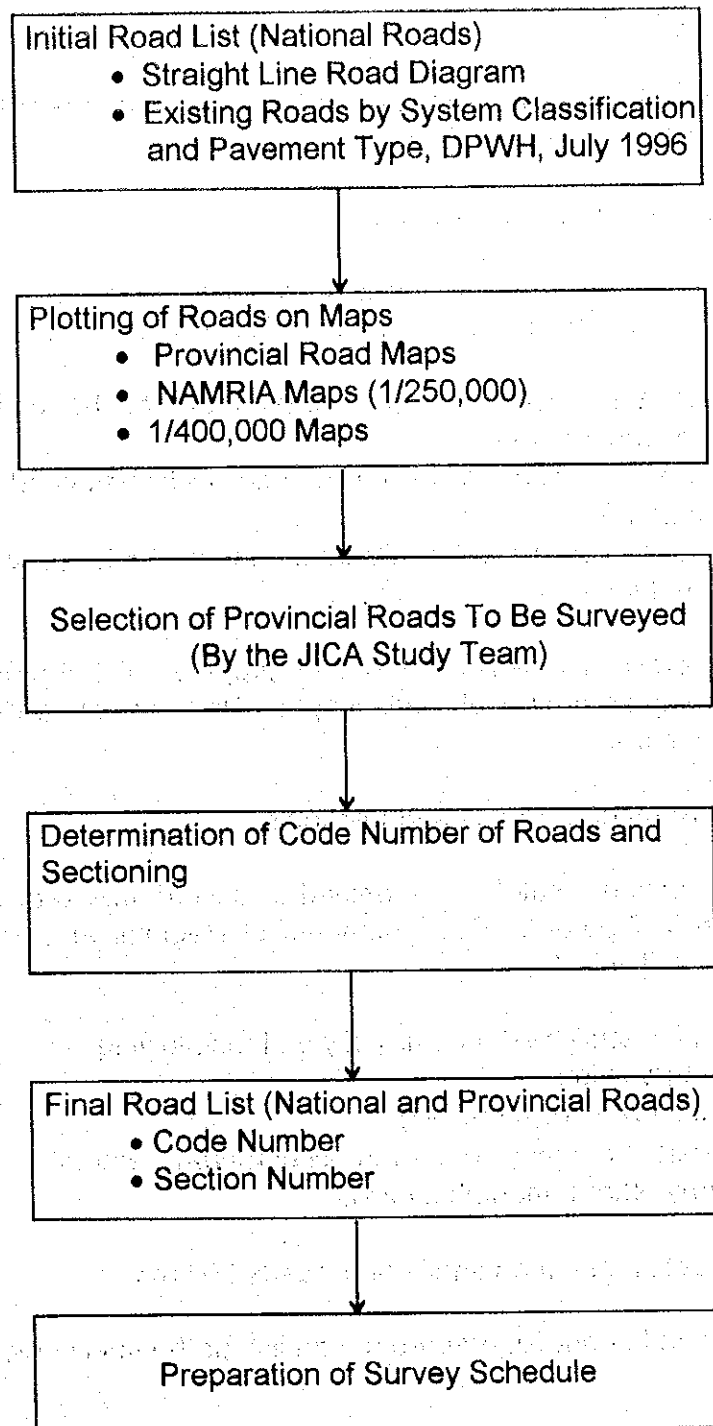 Initial Road List (National Roads)
• Straight Line Road Diagram
• Existing Roads by System Classification
and Pavement Type, DPWH, July 1996
Plotting of Roads on Maps
• Provincial Road Maps
• NAMRIA Maps (1/250,000)
• 1/400,000 Maps
Selection of Provincial Roads To Be Surveyed
(By the JICA Study Team)
Determination of Code Number of Roads and
Sectioning
Final Road List (National and Provincial Roads)
• Code Number
• Section Number
Preparation of Survey Schedule